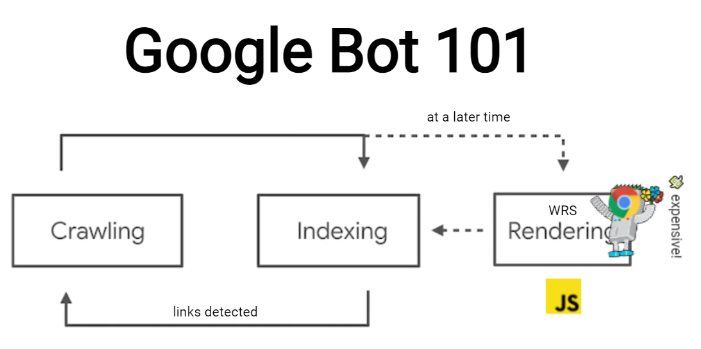 Google Bot 101
at a later time
Crawling
Indexing
WRS
Rendering
expensive!
JS
links detected